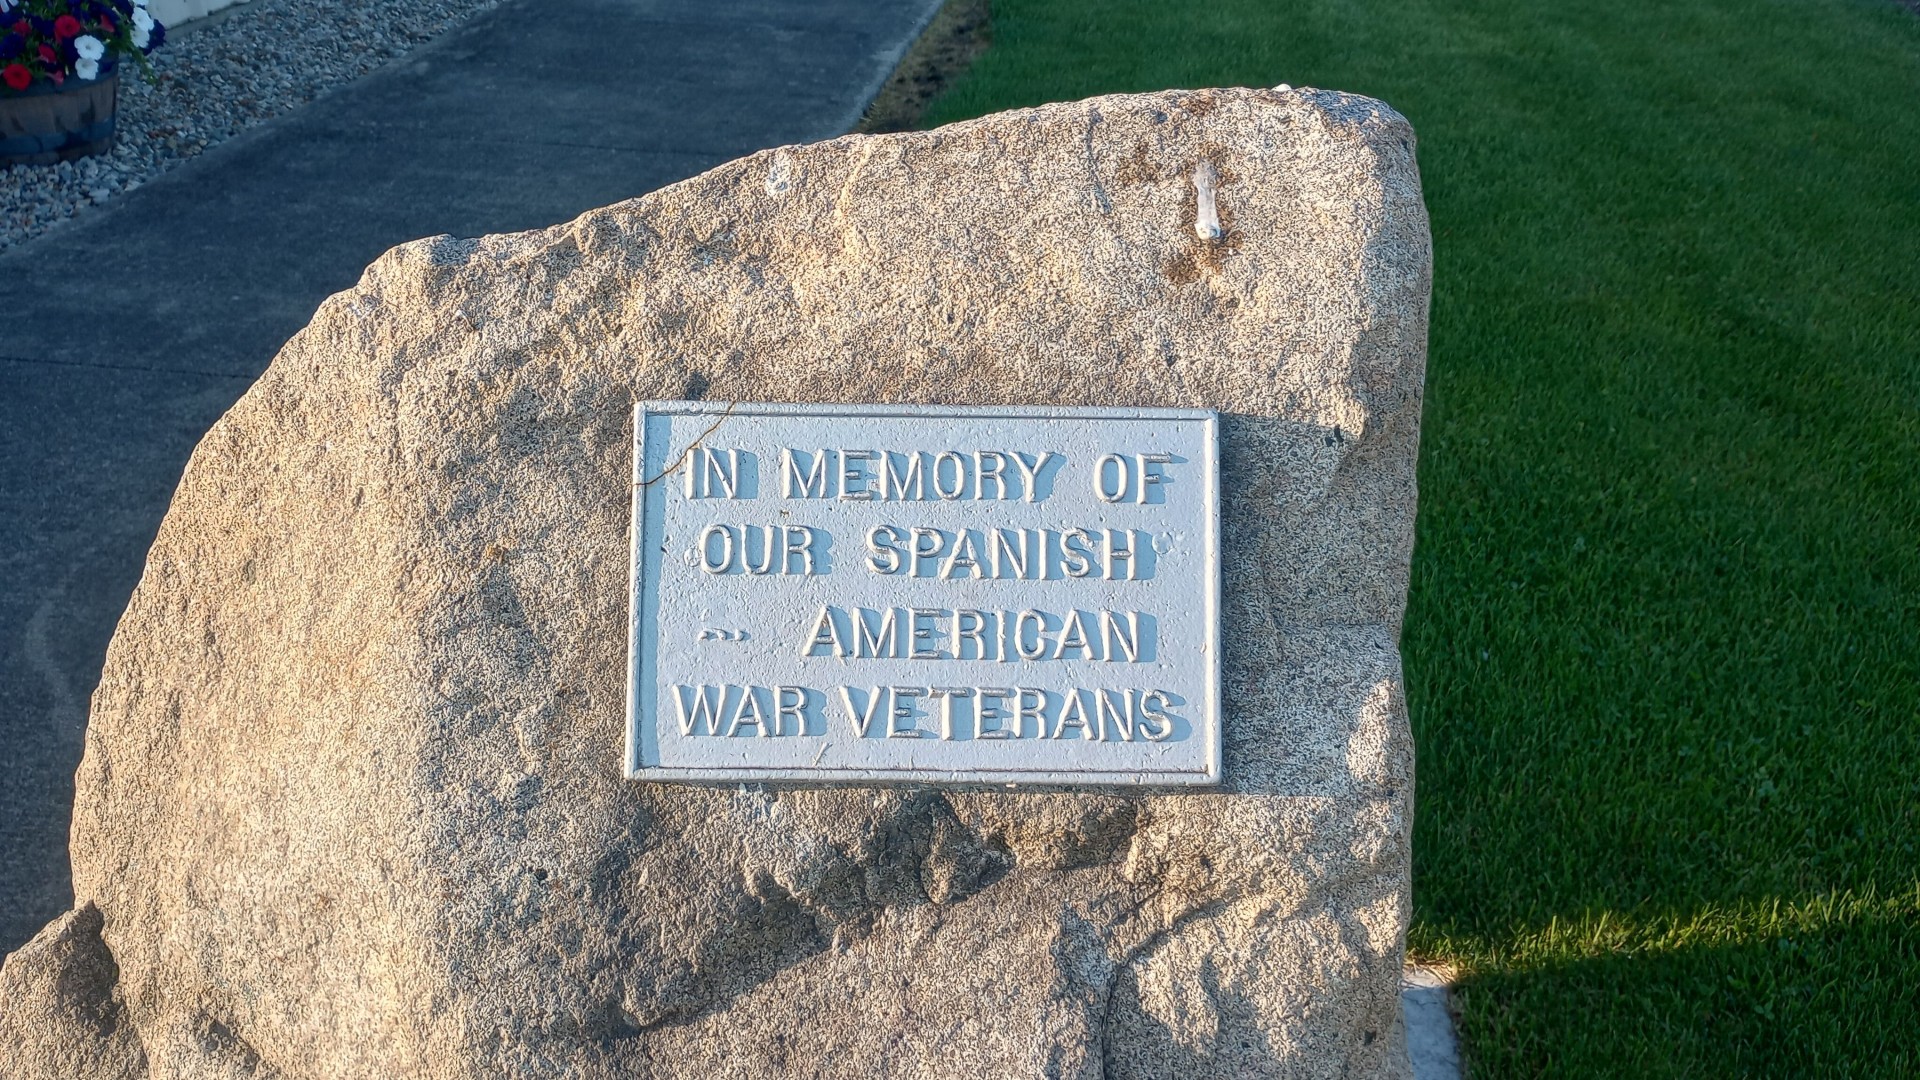 IN MEMORY OF
OUR SPANISH
--- AMERICAN
WAR VETERANS